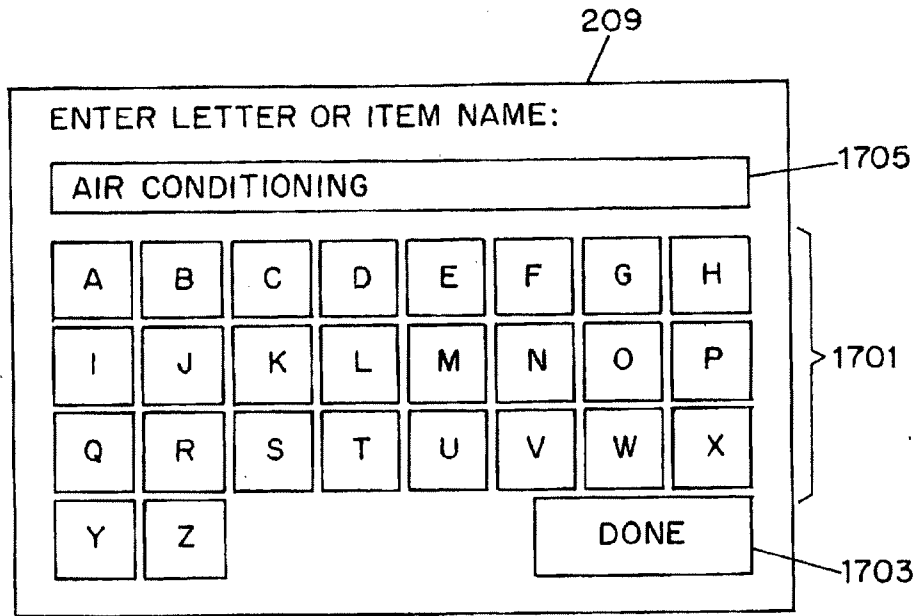 209
ENTER LETTER OR ITEM NAME:
1705
AIR CONDITIONING
A B C D E F G H
I J K L M N O P
1701
Q R S T U V W X
Y Z DONE
1703